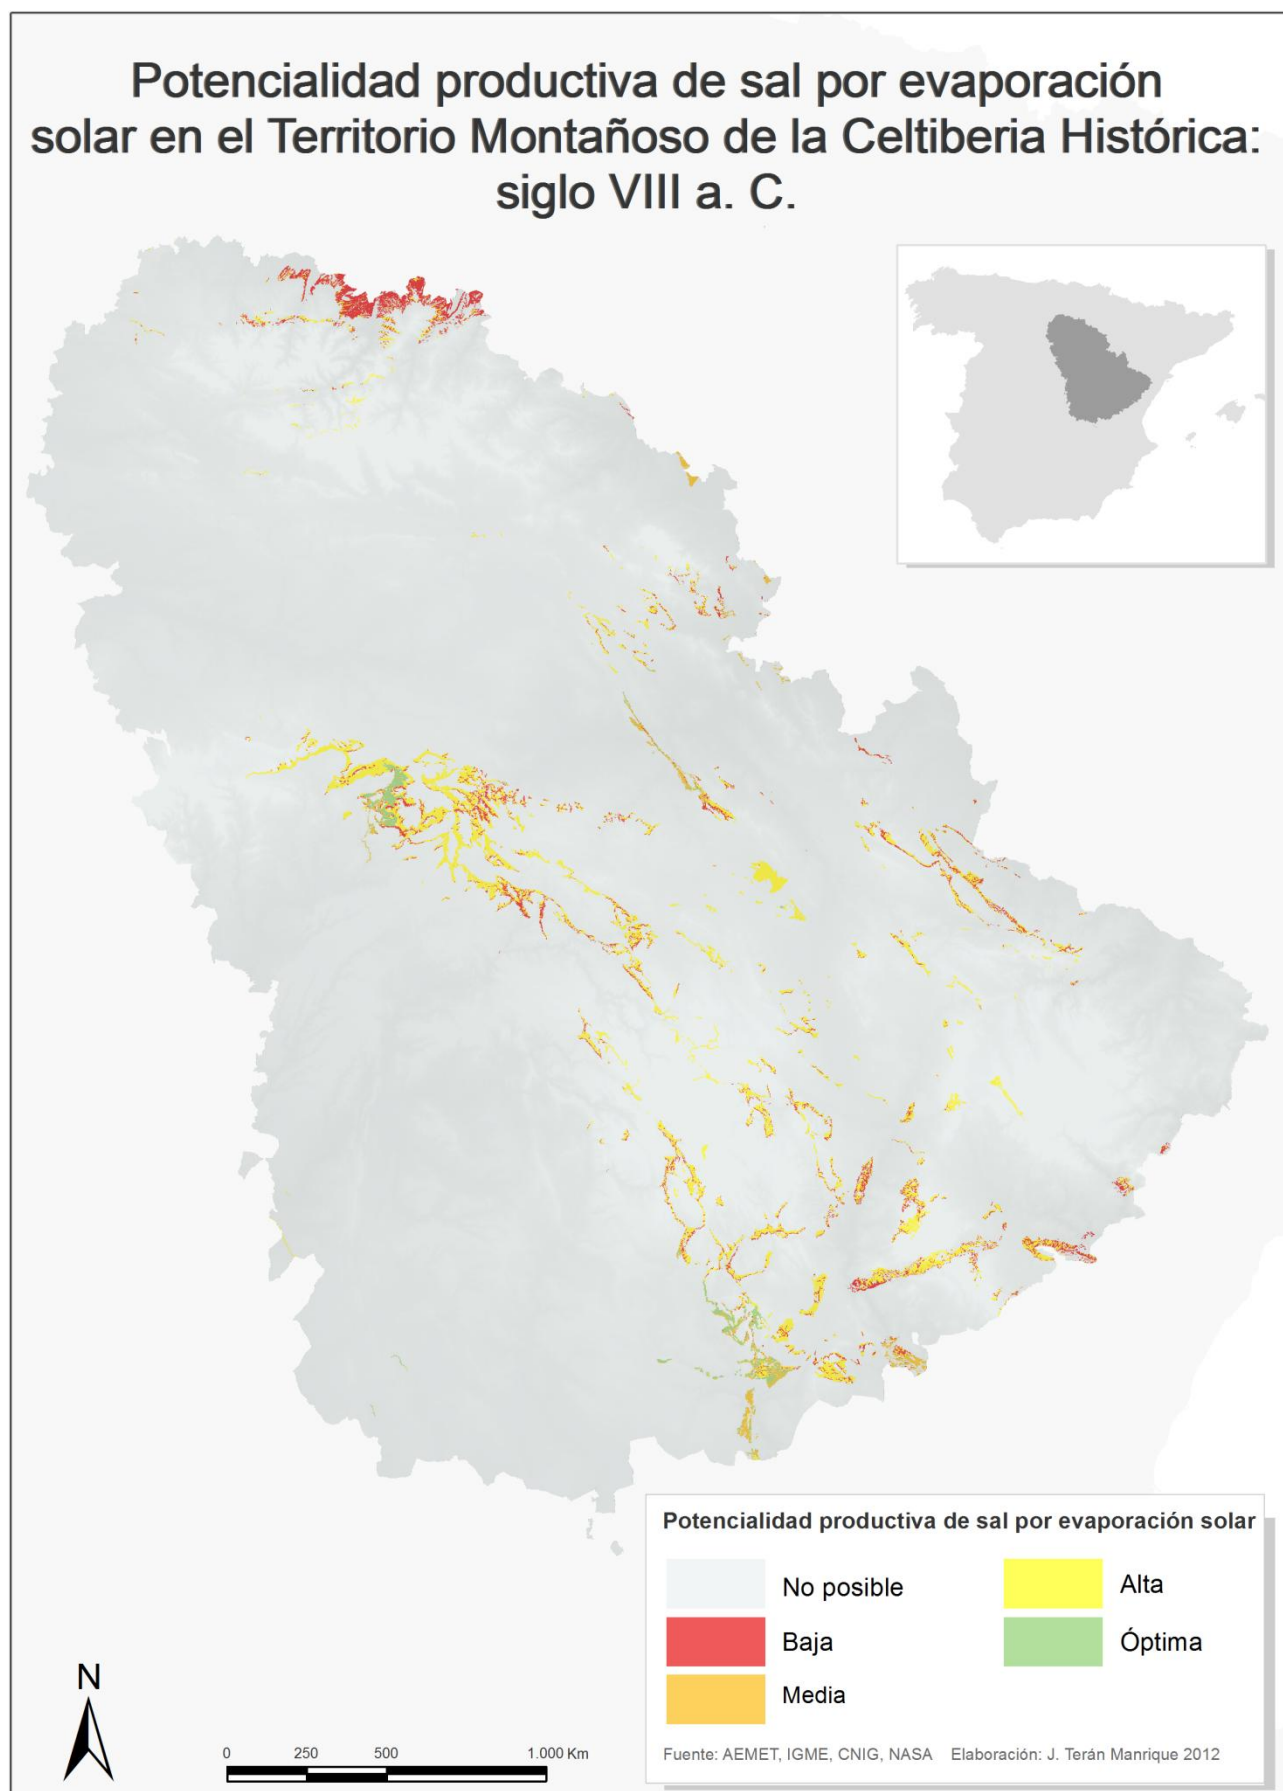 Potencialidad productiva de sal por evaporación
solar en el Territorio Montañoso de la Celtiberia Histórica:
siglo VIII a. C.
Potencialidad productiva de sal por evaporación solar
No posible
Alta
Baja
Óptima
Media
Fuente: AEMET, IGME, CNIG, NASA Elaboración: J. Terán Manrique 2012
N
0 250 500 1.000 Km